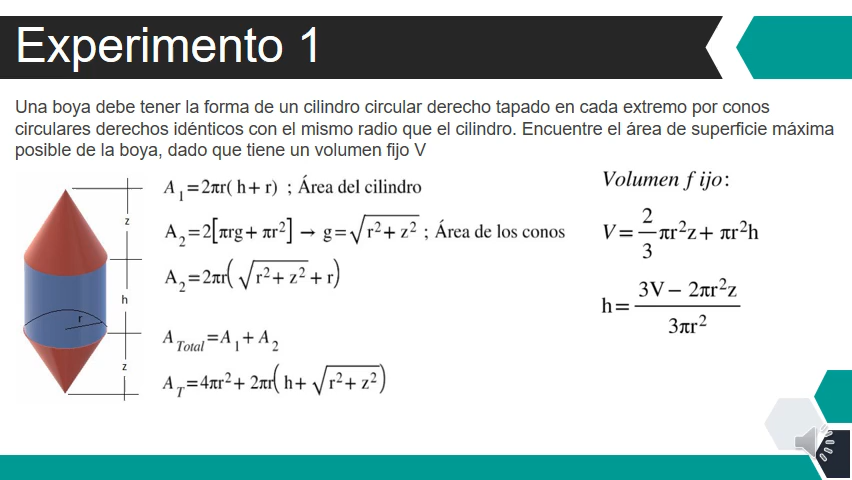 Experimento 1
Una boya debe tener la forma de un cilindro circular derecho tapado en cada extremo por conos
circulares derechos idénticos con el mismo radio que el cilindro. Encuentre el área de superficie máxima
posible de la boya, dado que tiene un volumen fijo V
z
h
r
z
A₁=2πr( h+ r) ; Área del cilindro
A₂=2[πrg+ πr²] → g=√(r²+ z²) ; Área de los conos
A₂=2πr( √(r²+ z²)+ r)
A_Total=A₁+ A₂
A_T=4πr²+ 2πr( h+ √(r²+ z²))
Volumen fijo:
V= 2/3 πr²z+ πr²h
h= (3V− 2πr²z)/(3πr²)